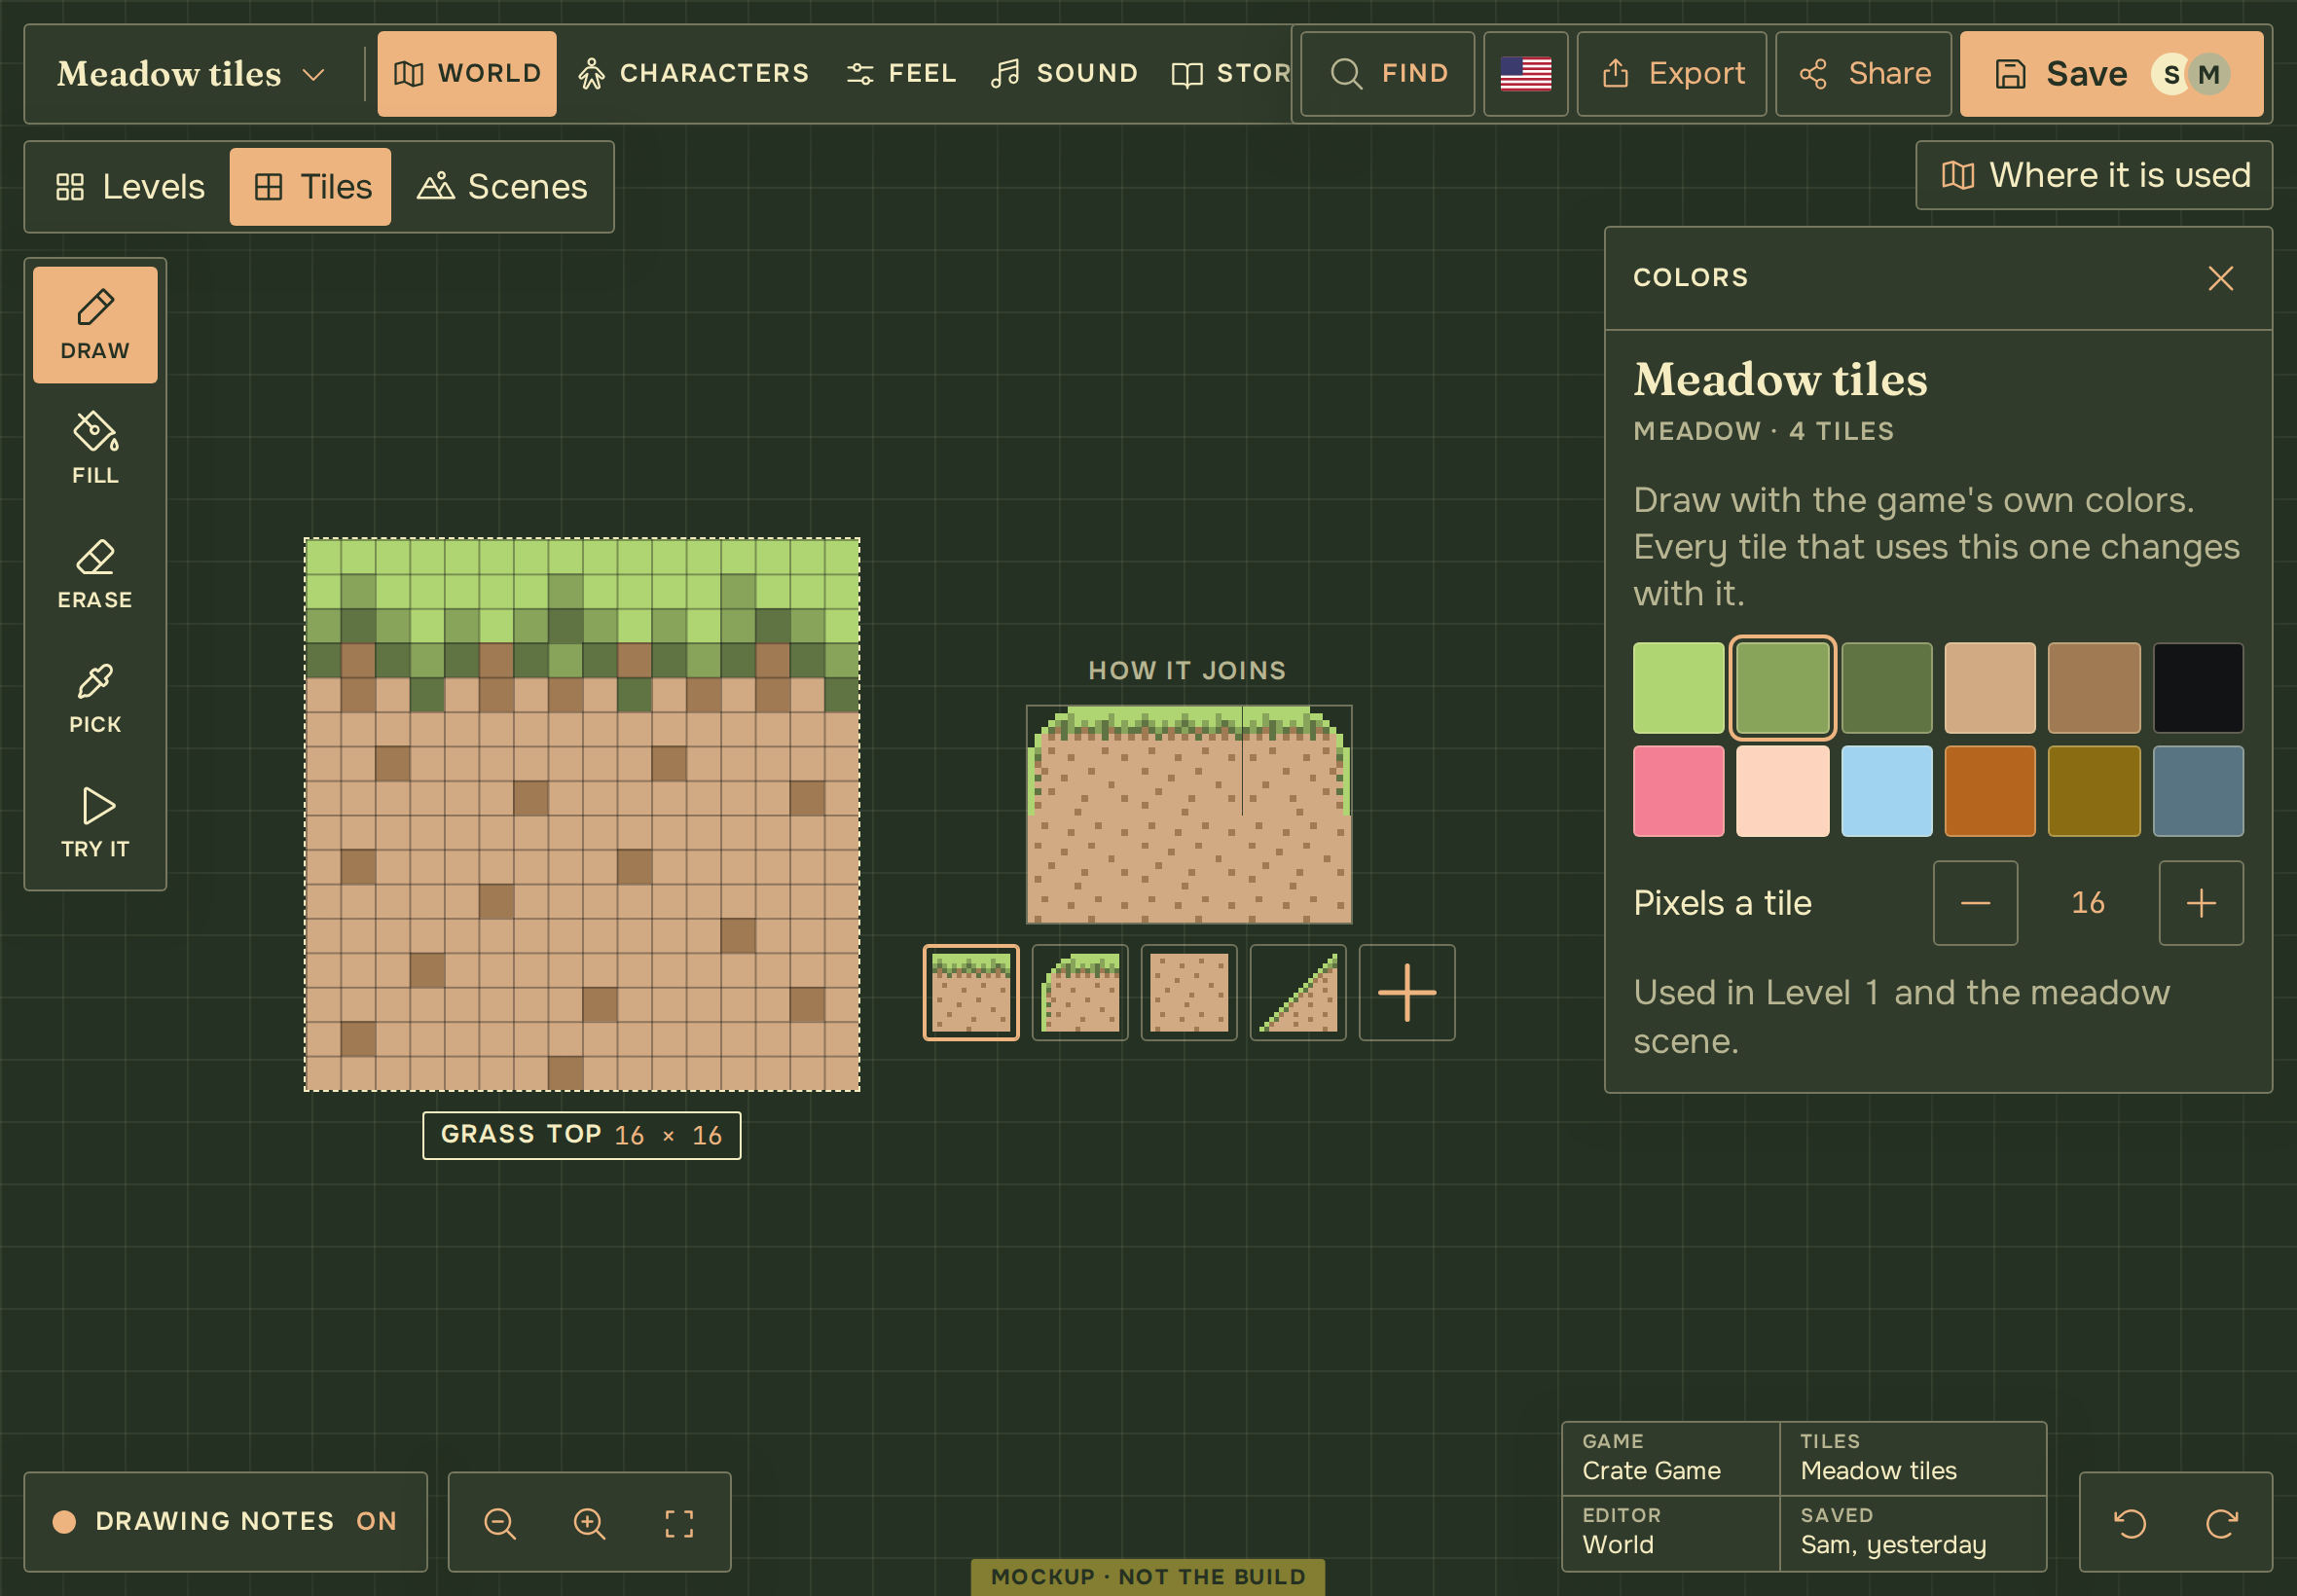 Meadow tiles
WORLD
CHARACTERS
FEEL
SOUND
STOR
FIND
Export
Share
Save
S
M
Levels
Tiles
Scenes
Where it is used
DRAW
FILL
ERASE
PICK
TRY IT
HOW IT JOINS
GRASS TOP 16 × 16
COLORS
Meadow tiles
MEADOW · 4 TILES
Draw with the game's own colors.
Every tile that uses this one changes
with it.
Pixels a tile
16
Used in Level 1 and the meadow
scene.
DRAWING NOTES ON
GAME
Crate Game
TILES
Meadow tiles
EDITOR
World
SAVED
Sam, yesterday
MOCKUP · NOT THE BUILD